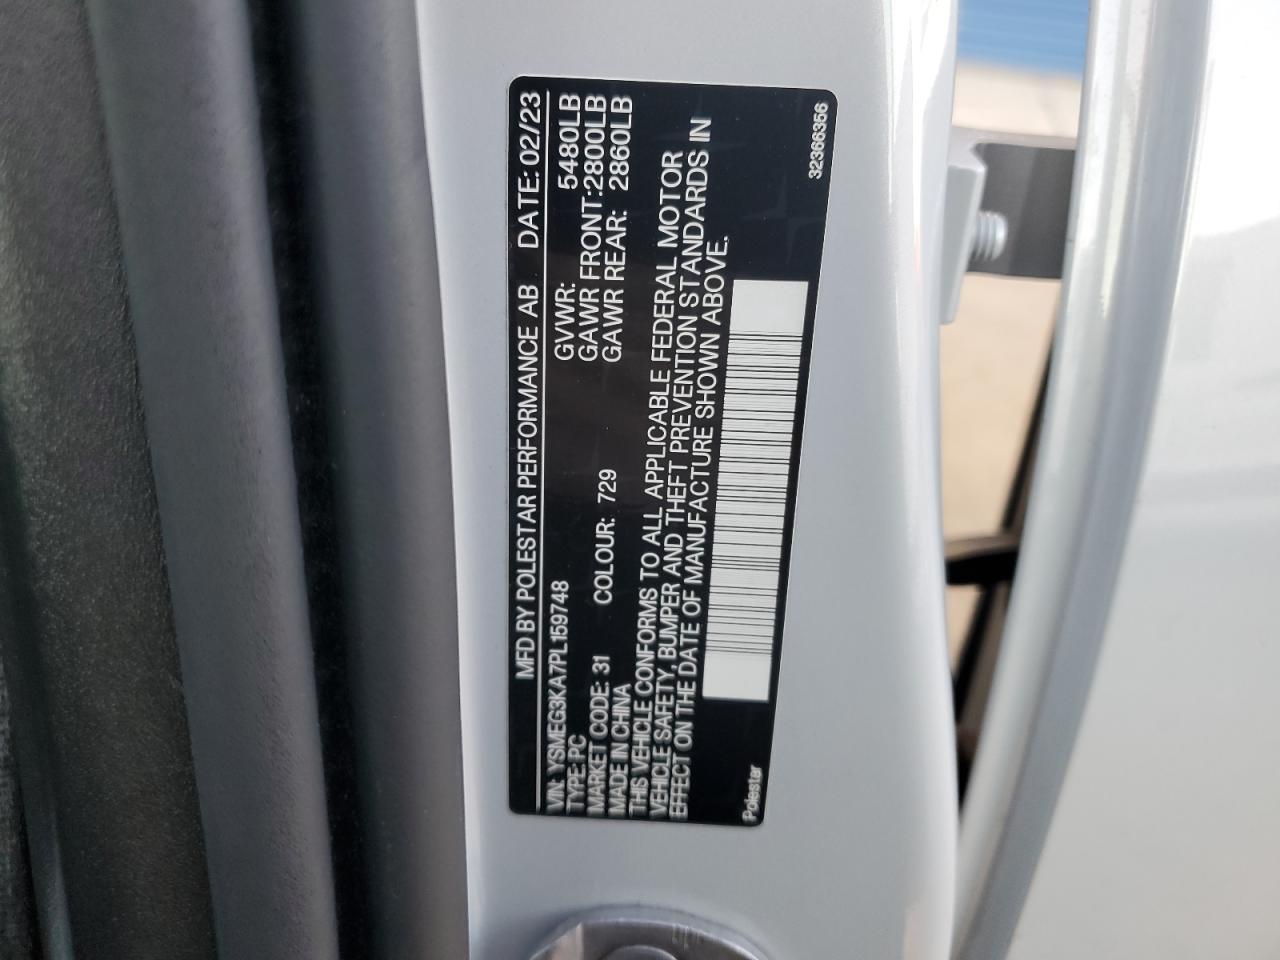 MFD BY POLESTAR PERFORMANCE AB DATE: 02/23
VIN: YSMEG3KA7PL159748 GVWR: 5480LB
TYPE: PC GAWR FRONT: 2800LB
MARKET CODE: 31 COLOUR: 729 GAWR REAR: 2860LB
MADE IN CHINA
THIS VEHICLE CONFORMS TO ALL APPLICABLE FEDERAL MOTOR
VEHICLE SAFETY, BUMPER AND THEFT PREVENTION STANDARDS IN
EFFECT ON THE DATE OF MANUFACTURE SHOWN ABOVE.
Polestar 32366356